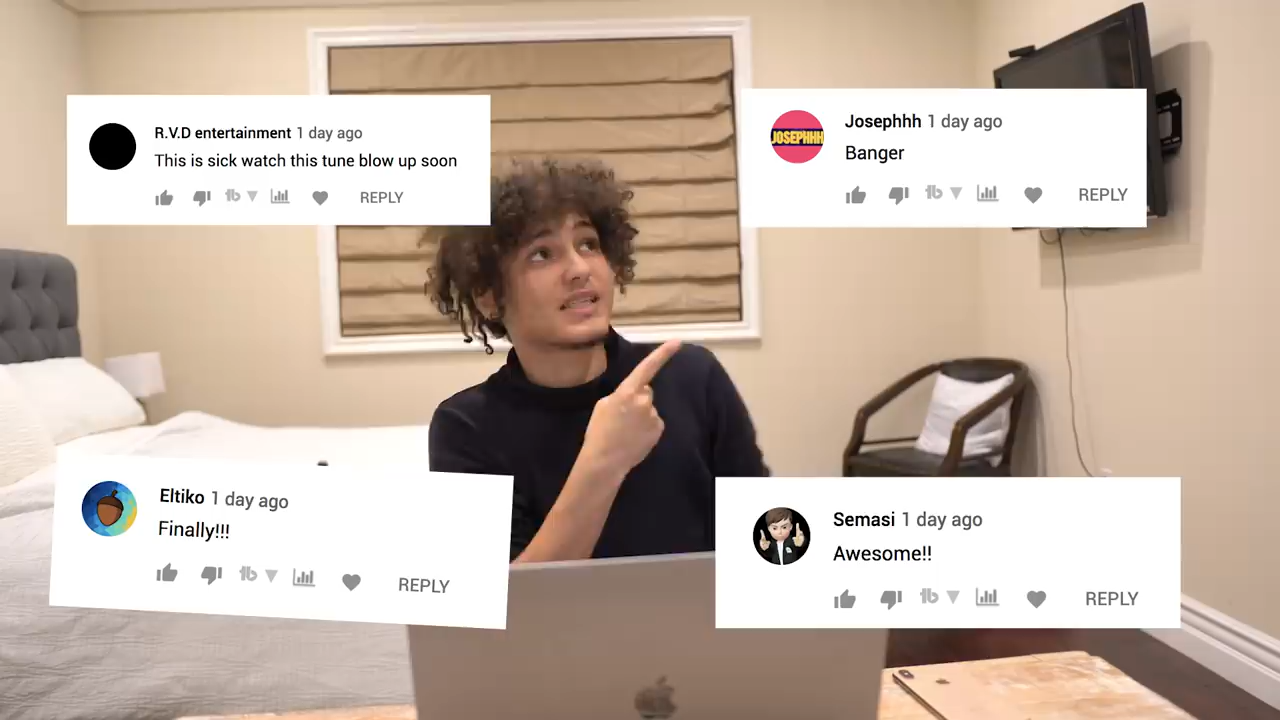 R.V.D entertainment 1 day ago
This is sick watch this tune blow up soon
REPLY
JOSEPHHH
Josephhh 1 day ago
Banger
REPLY
Eltiko 1 day ago
Finally!!!
REPLY
Semasi 1 day ago
Awesome!!
REPLY